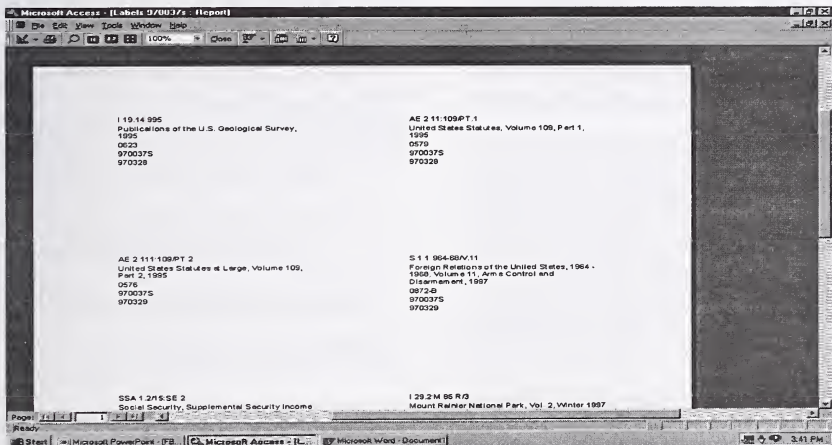 Microsoft Access - [Labels 970037s : Report]
File Edit View Tools Window Help
100% Close
I 19.14 995
Publications of the U.S. Geological Survey,
1995
0623
970037S
970328
AE 2 11:109/PT.1
United States Statutes, Volume 109, Part 1,
1995
0579
970037S
970328
AE 2 111:109/PT 2
United States Statutes at Large, Volume 109,
Part 2, 1995
0576
970037S
970329
S 1 1 964-68/V.11
Foreign Relations of the United States, 1964 -
1968, Volume 11, Arms Control and
Disarmament, 1997
0872-B
970037S
970329
SSA 1.2/15:SE 2
Social Security, Supplemental Security Income
I 29.2:M 86 R/3
Mount Rainier National Park, Vol. 2, Winter 1997
Page: 1
Ready
Start Microsoft PowerPoint - [FB... Microsoft Access - [L... Microsoft Word - Document1 3:41 PM